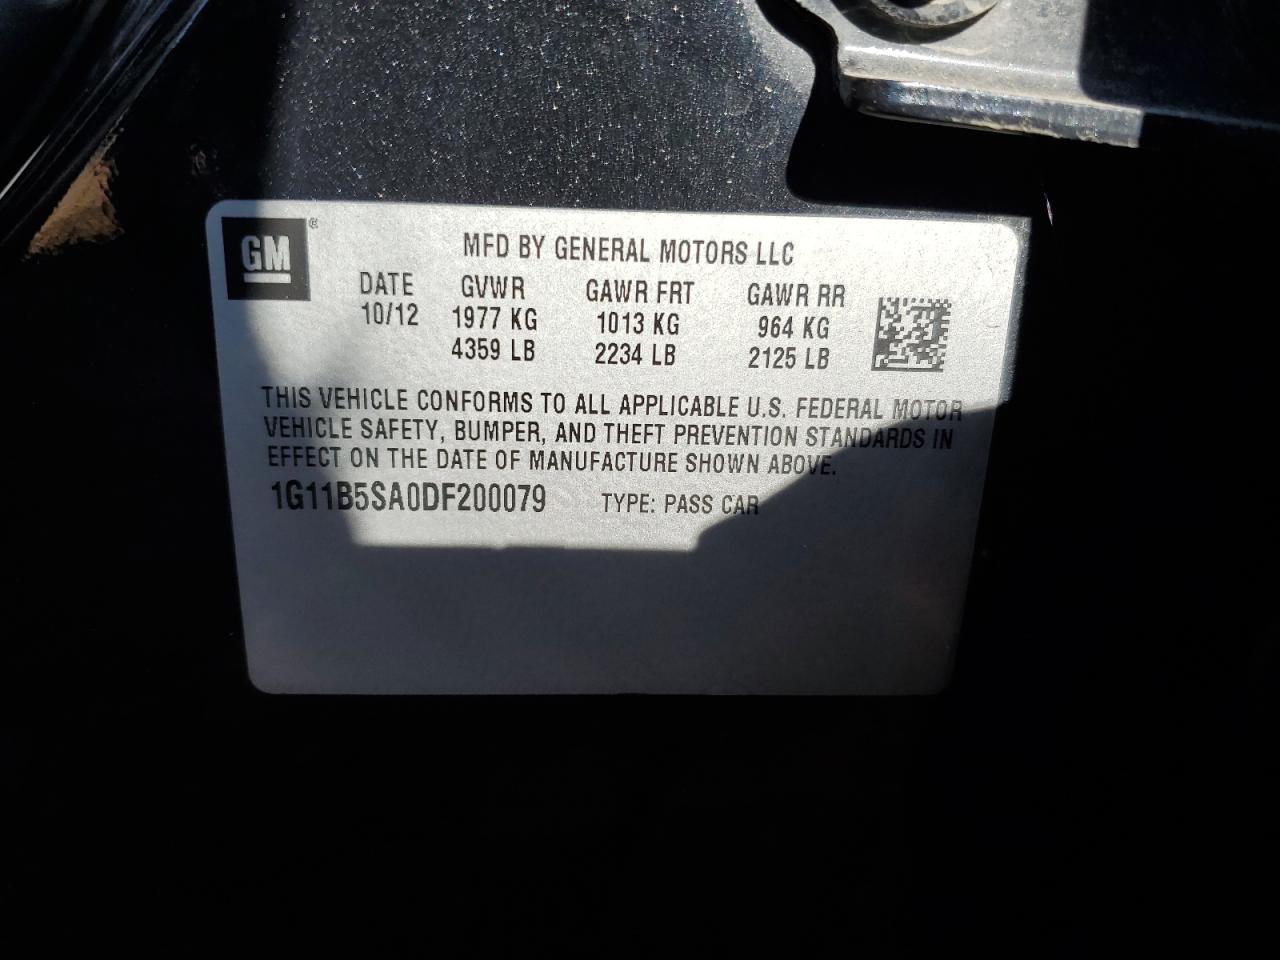 GM ®
MFD BY GENERAL MOTORS LLC
DATE GVWR GAWR FRT GAWR RR
10/12 1977 KG 1013 KG 964 KG
4359 LB 2234 LB 2125 LB
THIS VEHICLE CONFORMS TO ALL APPLICABLE U.S. FEDERAL MOTOR
VEHICLE SAFETY, BUMPER, AND THEFT PREVENTION STANDARDS IN
EFFECT ON THE DATE OF MANUFACTURE SHOWN ABOVE.
1G11B5SA0DF200079 TYPE: PASS CAR